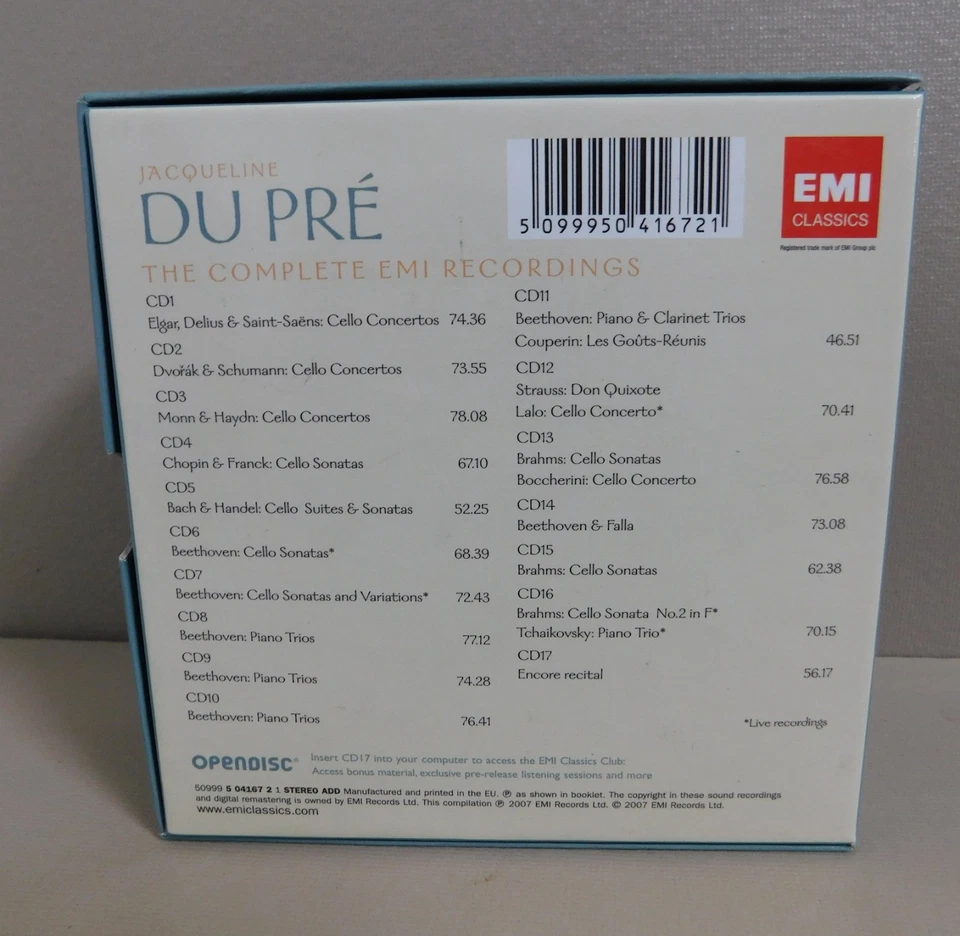 JACQUELINE
DU PRÉ
THE COMPLETE EMI RECORDINGS
5 099950 416721
EMI
CLASSICS
Registered trade mark of EMI Group plc
CD1
Elgar, Delius & Saint-Saëns: Cello Concertos 74.36
CD2
Dvořák & Schumann: Cello Concertos 73.55
CD3
Monn & Haydn: Cello Concertos 78.08
CD4
Chopin & Franck: Cello Sonatas 67.10
CD5
Bach & Handel: Cello Suites & Sonatas 52.25
CD6
Beethoven: Cello Sonatas* 68.39
CD7
Beethoven: Cello Sonatas and Variations* 72.43
CD8
Beethoven: Piano Trios 77.12
CD9
Beethoven: Piano Trios 74.28
CD10
Beethoven: Piano Trios 76.41
CD11
Beethoven: Piano & Clarinet Trios
Couperin: Les Goûts-Réunis 46.51
CD12
Strauss: Don Quixote
Lalo: Cello Concerto* 70.41
CD13
Brahms: Cello Sonatas
Boccherini: Cello Concerto 76.58
CD14
Beethoven & Falla 73.08
CD15
Brahms: Cello Sonatas 62.38
CD16
Brahms: Cello Sonata No.2 in F*
Tchaikovsky: Piano Trio* 70.15
CD17
Encore recital 56.17
*Live recordings
OPENDISC
Insert CD17 into your computer to access the EMI Classics Club:
Access bonus material, exclusive pre-release listening sessions and more
50999 5 04167 2 1 STEREO ADD Manufactured and printed in the EU. ℗ as shown in booklet. The copyright in these sound recordings
and digital remastering is owned by EMI Records Ltd. This compilation ℗ 2007 EMI Records Ltd. © 2007 EMI Records Ltd.
www.emiclassics.com